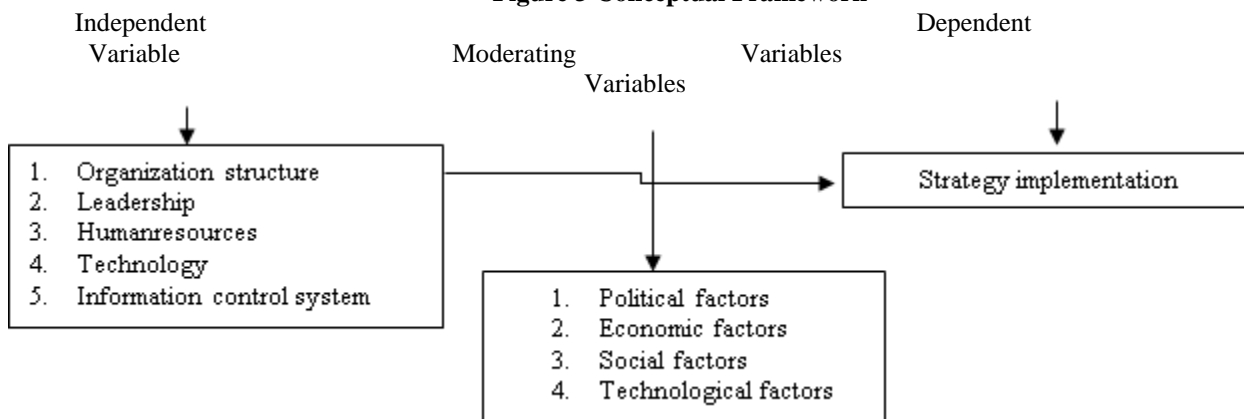 Figure 3 Conceptual Framework
Independent Dependent
Variable Moderating Variables
Variables
1. Organization structure
2. Leadership
3. Humanresources
4. Technology
5. Information control system
Strategy implementation
1. Political factors
2. Economic factors
3. Social factors
4. Technological factors